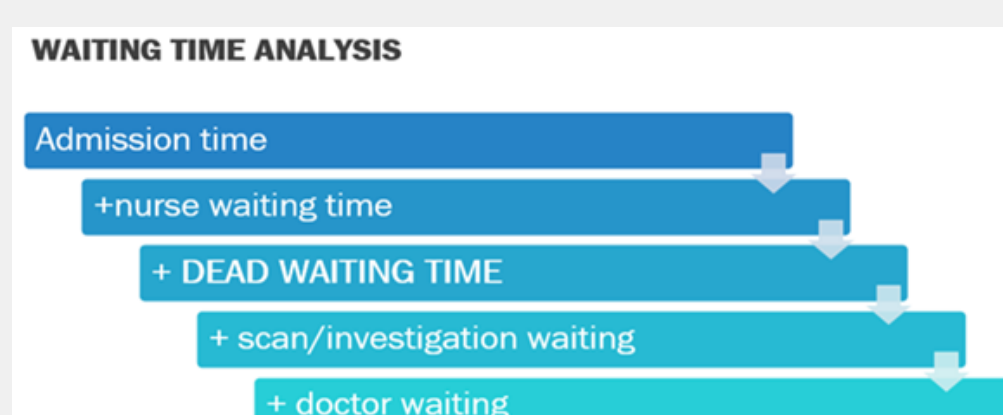 WAITING TIME ANALYSIS
Admission time
+nurse waiting time
+ DEAD WAITING TIME
+ scan/investigation waiting
+ doctor waiting